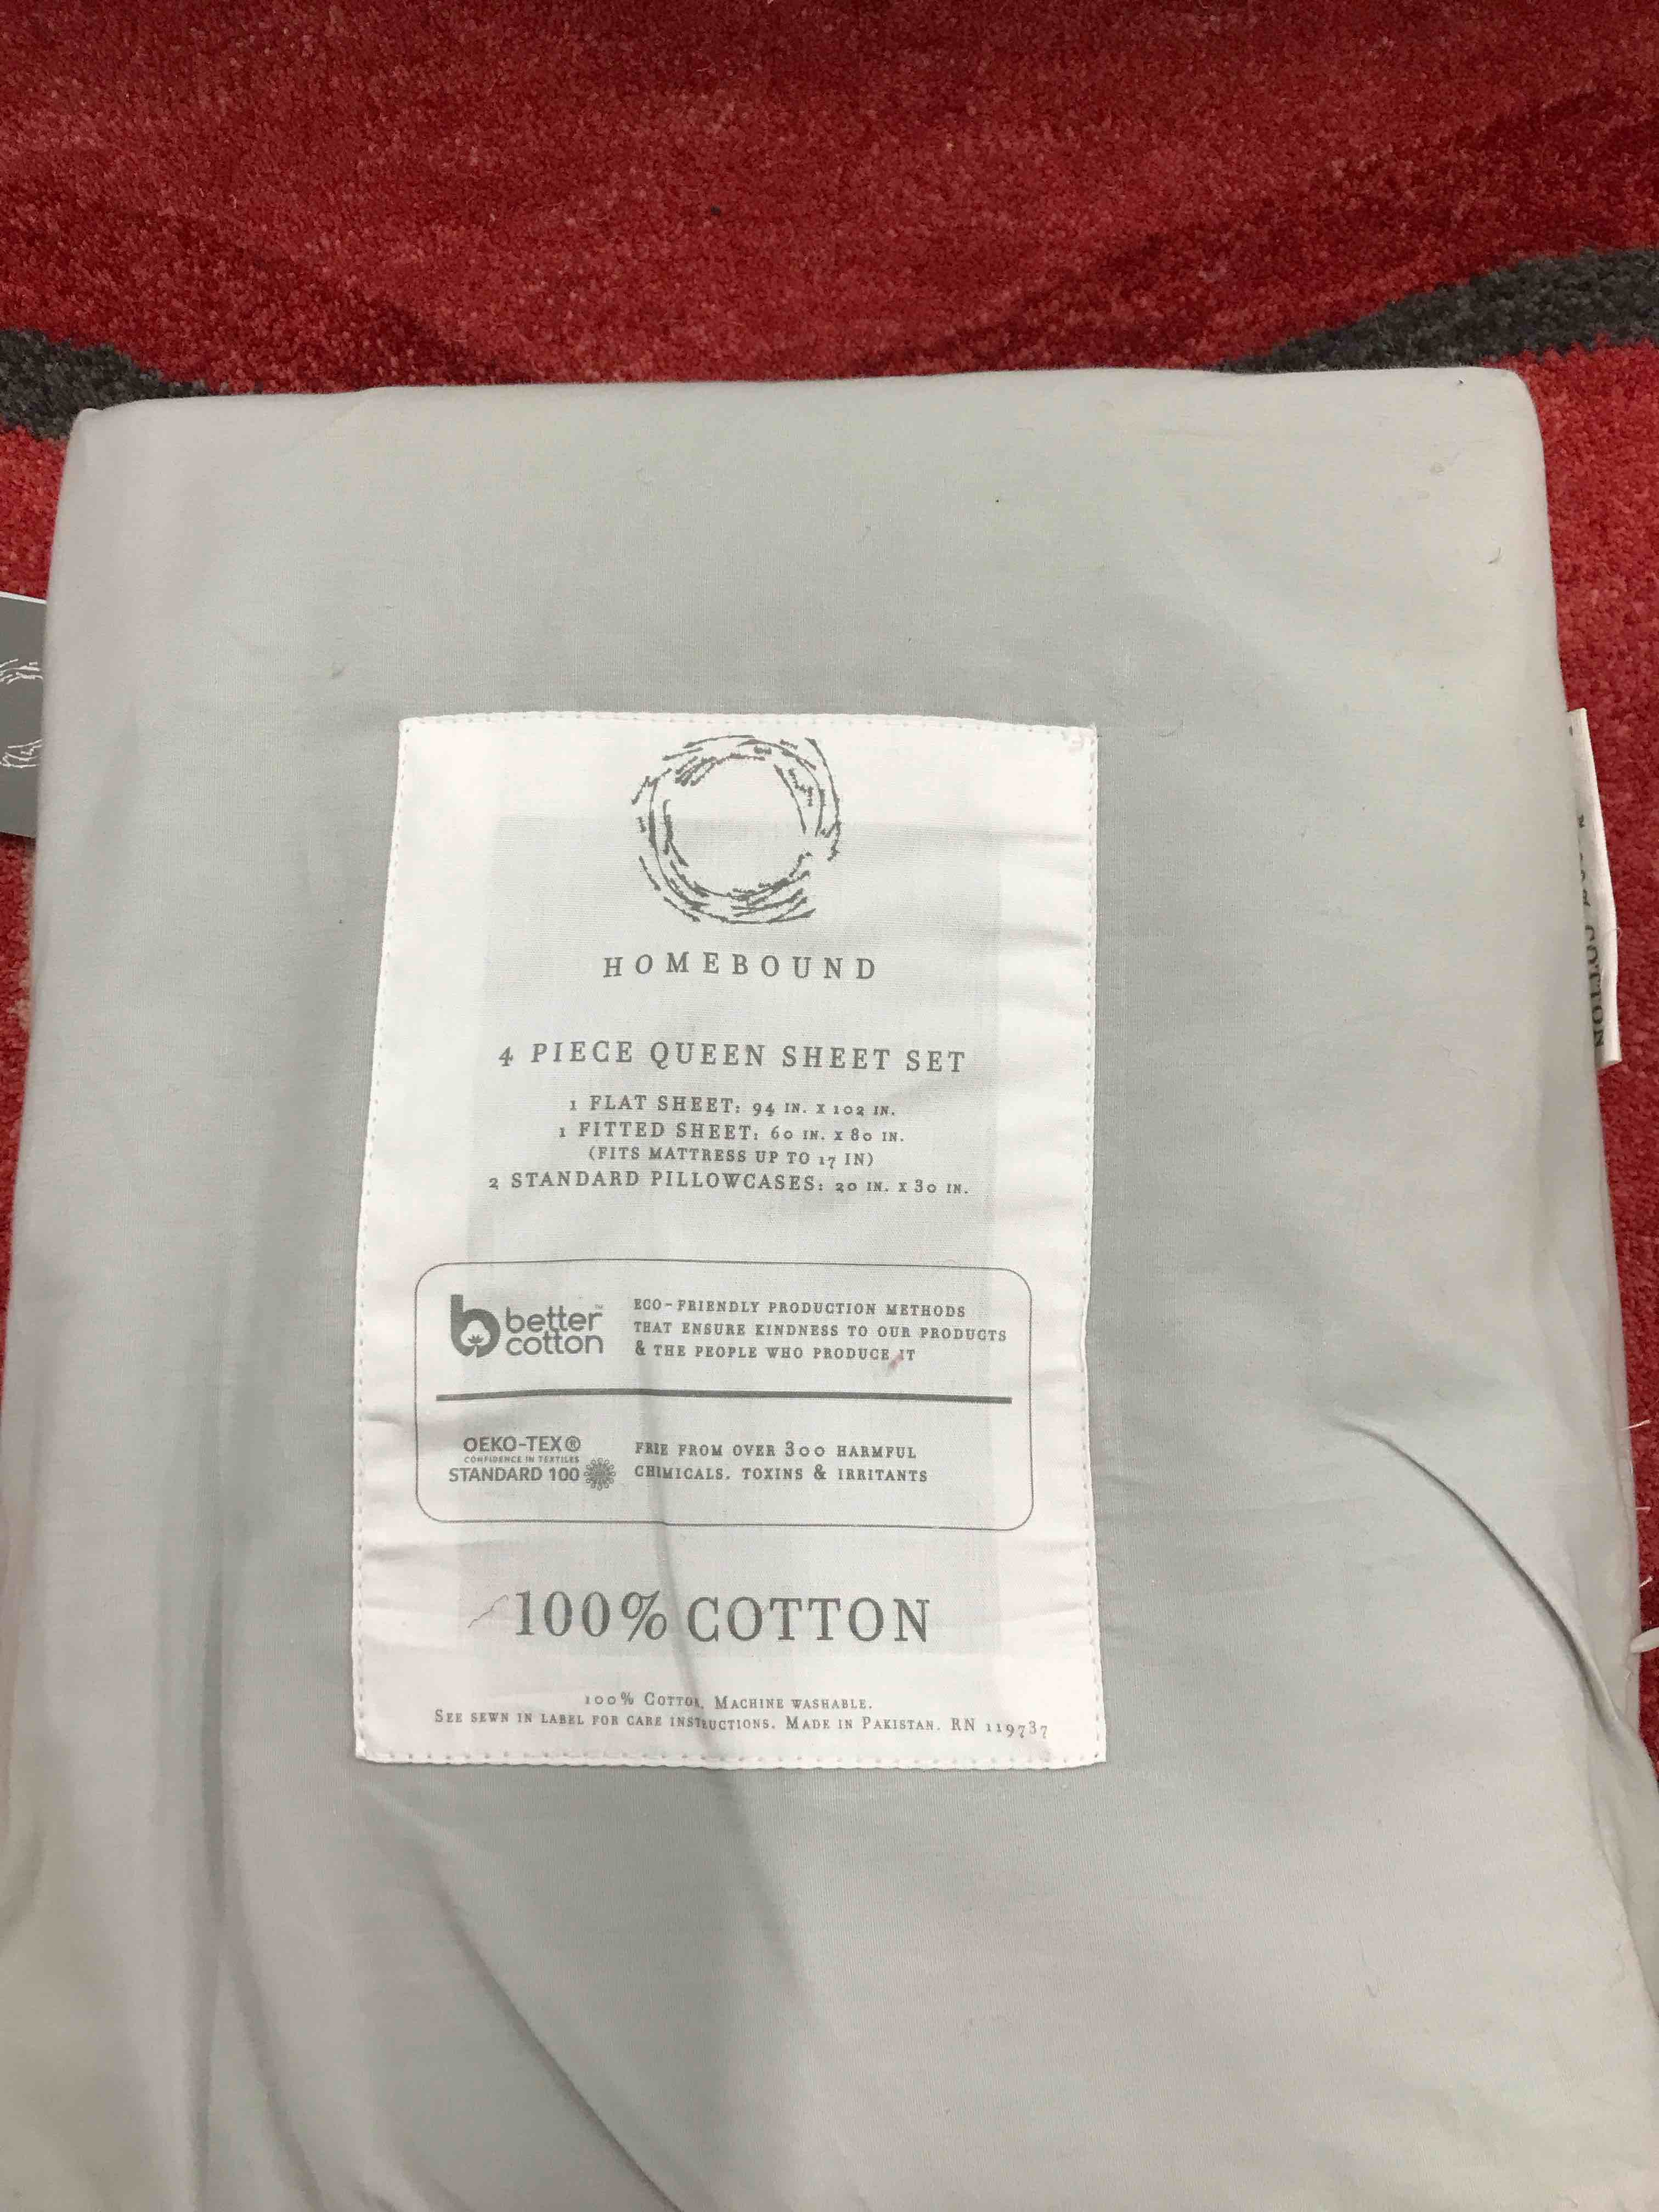 HOMEBOUND
4 PIECE QUEEN SHEET SET
1 FLAT SHEET: 94 IN. X 102 IN.
1 FITTED SHEET: 60 IN. X 80 IN.
(FITS MATTRESS UP TO 17 IN)
2 STANDARD PILLOWCASES: 20 IN. X 30 IN.
better cotton™
ECO-FRIENDLY PRODUCTION METHODS
THAT ENSURE KINDNESS TO OUR PRODUCTS
& THE PEOPLE WHO PRODUCE IT
OEKO-TEX®
CONFIDENCE IN TEXTILES
STANDARD 100
FREE FROM OVER 300 HARMFUL
CHEMICALS, TOXINS & IRRITANTS
100% COTTON
100% COTTON, MACHINE WASHABLE.
SEE SEWN IN LABEL FOR CARE INSTRUCTIONS. MADE IN PAKISTAN. RN 119737
COTTON